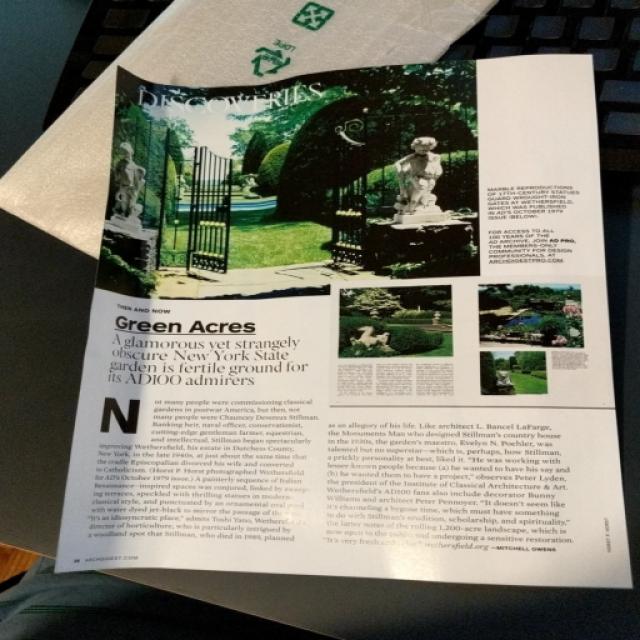 LDPE
DISCOVERIES
MARBLE REPRODUCTIONS
OF 17TH-CENTURY STATUES
GUARD WROUGHT-IRON
GATES AT WETHERSFIELD,
WHICH WAS PUBLISHED
IN AD'S OCTOBER 1979
ISSUE (BELOW).
FOR ACCESS TO ALL
100 YEARS OF THE
AD ARCHIVE, JOIN AD PRO,
THE MEMBERS-ONLY
COMMUNITY FOR DESIGN
PROFESSIONALS, AT
ARCHDIGESTPRO.COM.
THEN AND NOW
Green Acres
A glamorous yet strangely
obscure New York State
garden is fertile ground for
its AD100 admirers
Not many people were commissioning classical
gardens in postwar America, but then, not
many people were Chauncey Devereux Stillman.
Banking heir, naval officer, conservationist,
cutting-edge gentleman farmer, equestrian,
and intellectual, Stillman began spectacularly
improving Wethersfield, his estate in Dutchess County,
New York, in the late 1940s, at just about the same time
the cradle Episcopalian divorced his wife and converted
to Catholicism. (Horst P. Horst photographed Wethersfield
for AD's October 1979 issue.) A painterly sequence of Italian
Renaissance–inspired spaces was conjured, linked by sweep-
ing terraces, speckled with thrilling statues in modern-
classical style, and punctuated by an ornamental oval pool
with water dyed jet-black to mirror the passage of the
"It's an idiosyncratic place," admits Toshi Yano, Wethersfield's
director of horticulture, who is particularly intrigued by
a woodland spot that Stillman, who died in 1989, planned
as an allegory of his life. Like architect L. Bancel LaFarge,
the Monuments Man who designed Stillman's country house
in the 1930s, the garden's maestro, Evelyn N. Poehler, was
talented but no superstar—which is, perhaps, how Stillman,
a prickly personality at best, liked it. "He was working with
lesser-known people because (a) he wanted to have his say and
(b) he wanted them to have a project," observes Peter Lyden,
the president of the Institute of Classical Architecture & Art.
Wethersfield's AD100 fans also include decorator Bunny
Williams and architect Peter Pennoyer. "It doesn't seem like
it's channeling a bygone time, which must have something
to do with Stillman's erudition, scholarship, and spirituality,"
the latter notes of the rolling 1,200-acre landscape, which is
now open to the public and undergoing a sensitive restoration.
"It's very fresh wethersfield.org —MITCHELL OWENS
ARCHDIGEST.COM